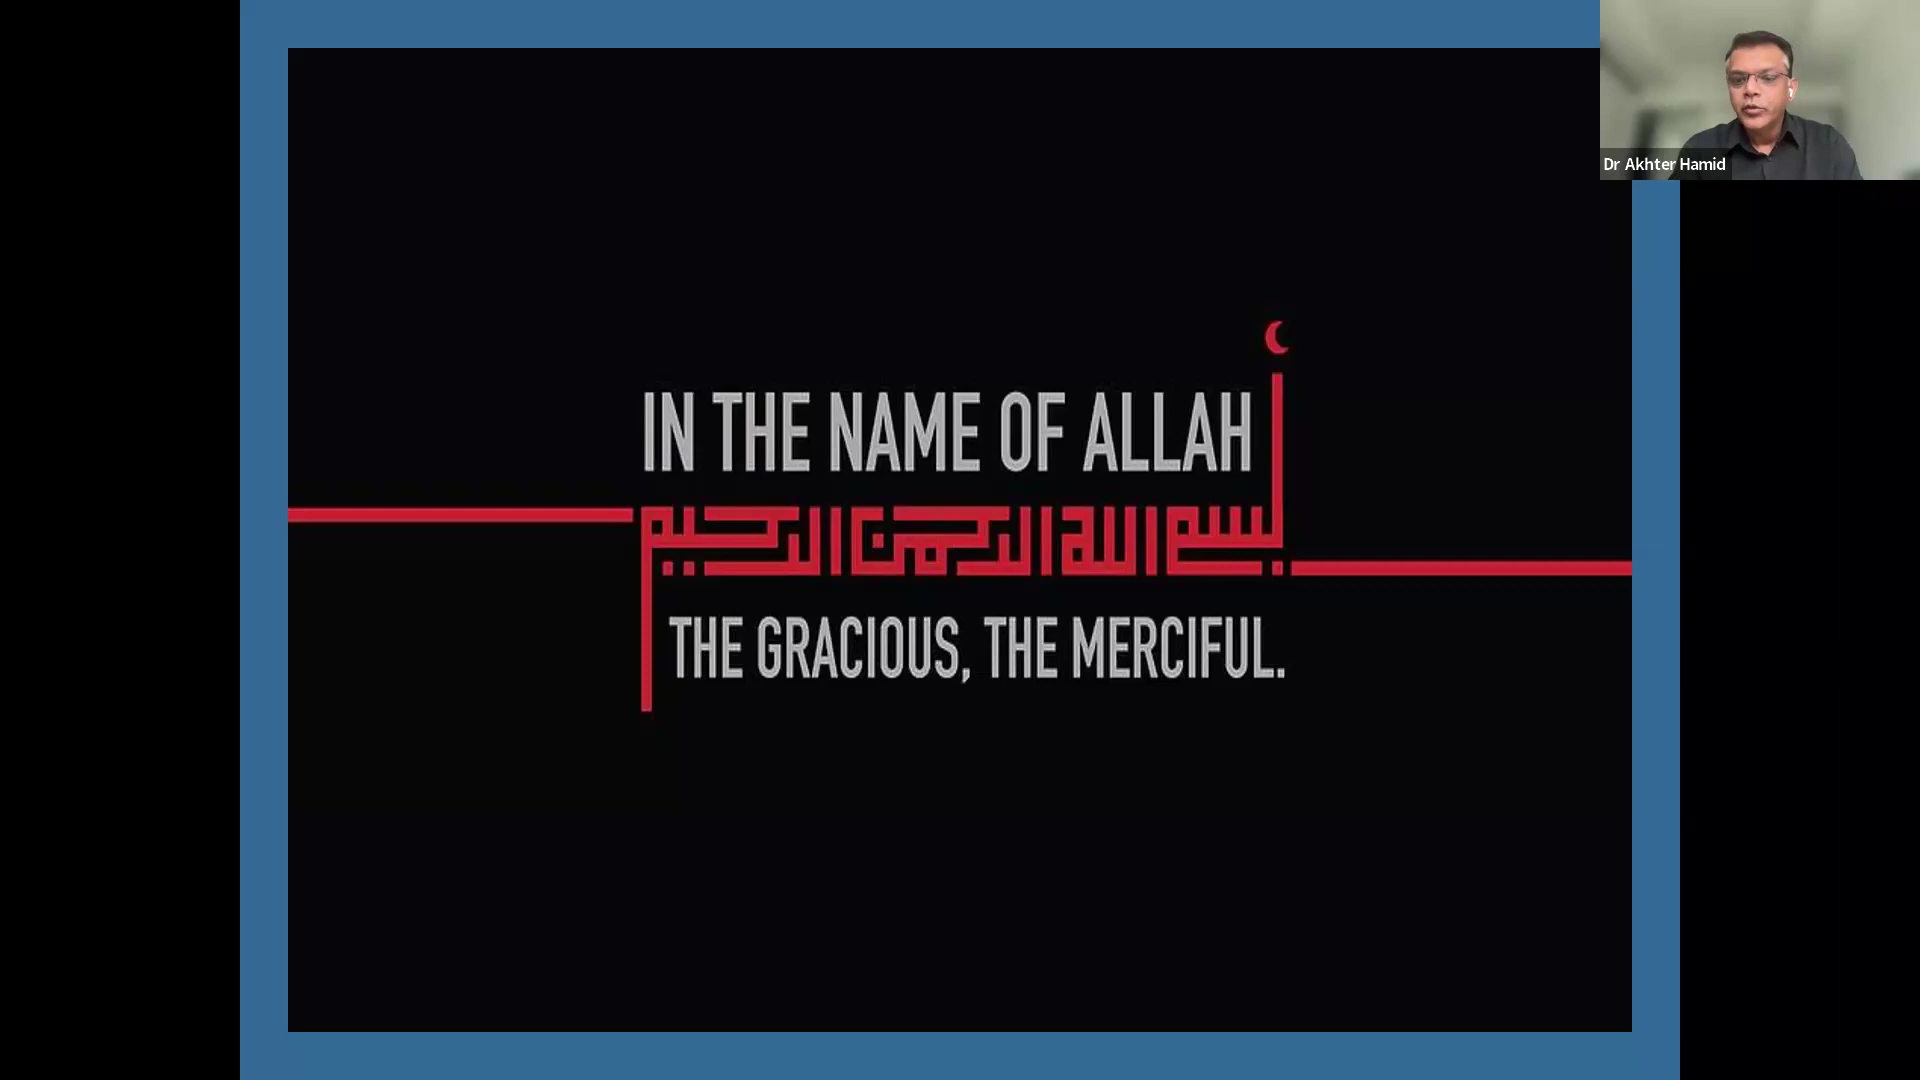 Dr Akhter Hamid
IN THE NAME OF ALLAH
بسم الله الرحمن الرحيم
THE GRACIOUS, THE MERCIFUL.